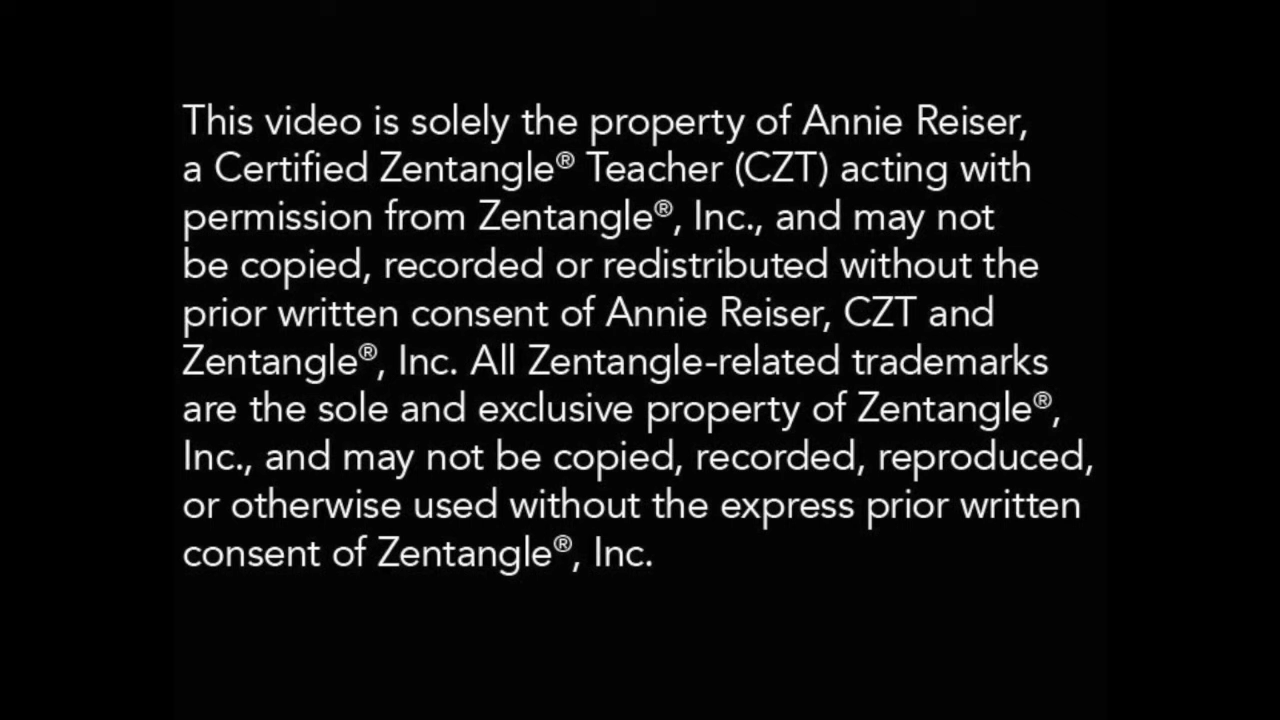 This video is solely the property of Annie Reiser,
a Certified Zentangle® Teacher (CZT) acting with
permission from Zentangle®, Inc., and may not
be copied, recorded or redistributed without the
prior written consent of Annie Reiser, CZT and
Zentangle®, Inc. All Zentangle-related trademarks
are the sole and exclusive property of Zentangle®,
Inc., and may not be copied, recorded, reproduced,
or otherwise used without the express prior written
consent of Zentangle®, Inc.